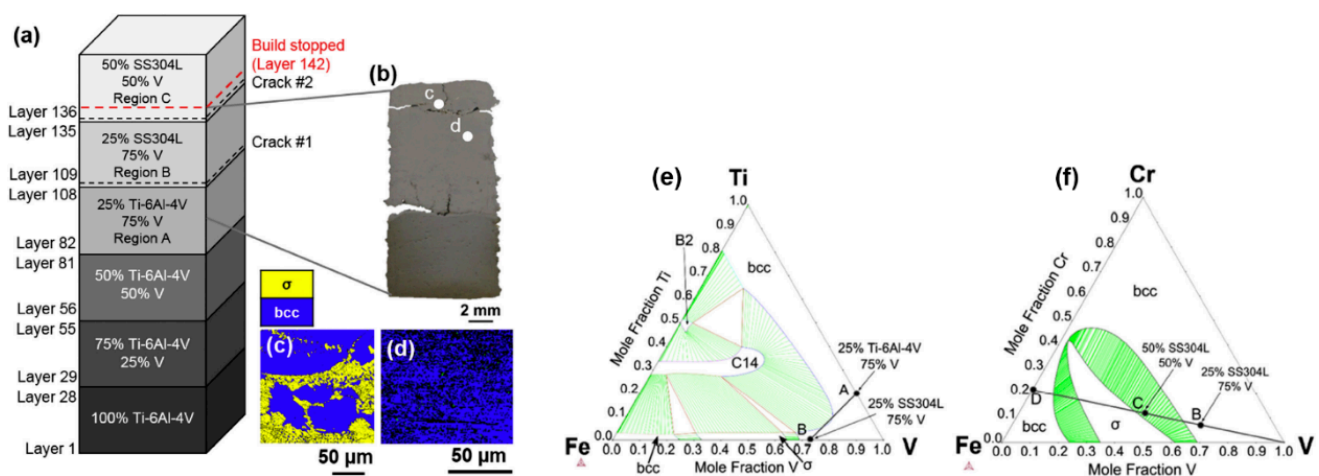 (a)
50% SS304L
50% V
Region C
Build stopped
(Layer 142)
Crack #2
Layer 136
Layer 135
25% SS304L
75% V
Region B
Crack #1
Layer 109
Layer 108
25% Ti-6Al-4V
75% V
Region A
Layer 82
Layer 81
50% Ti-6Al-4V
50% V
Layer 56
Layer 55
75% Ti-6Al-4V
25% V
Layer 29
Layer 28
100% Ti-6Al-4V
Layer 1
(b)
c
d
2 mm
σ
bcc
(c)
50 μm
(d)
50 μm
(e)
Ti
1.0
0.9
0.8
0.7
0.6
0.5
0.4
0.3
0.2
0.1
0.0
Mole Fraction Ti
B2
bcc
C14
25% Ti-6Al-4V
75% V
A
25% SS304L
75% V
B
Fe
V
bcc
σ
0.1 0.2 0.3 0.4 0.5 0.6 0.7 0.8 0.9 1.0
Mole Fraction V
(f)
Cr
1.0
0.9
0.8
0.7
0.6
0.5
0.4
0.3
0.2
0.1
0.0
Mole Fraction Cr
bcc
50% SS304L
50% V
25% SS304L
75% V
D
C
B
bcc
σ
Fe
V
0.1 0.2 0.3 0.4 0.5 0.6 0.7 0.8 0.9 1.0
Mole Fraction V